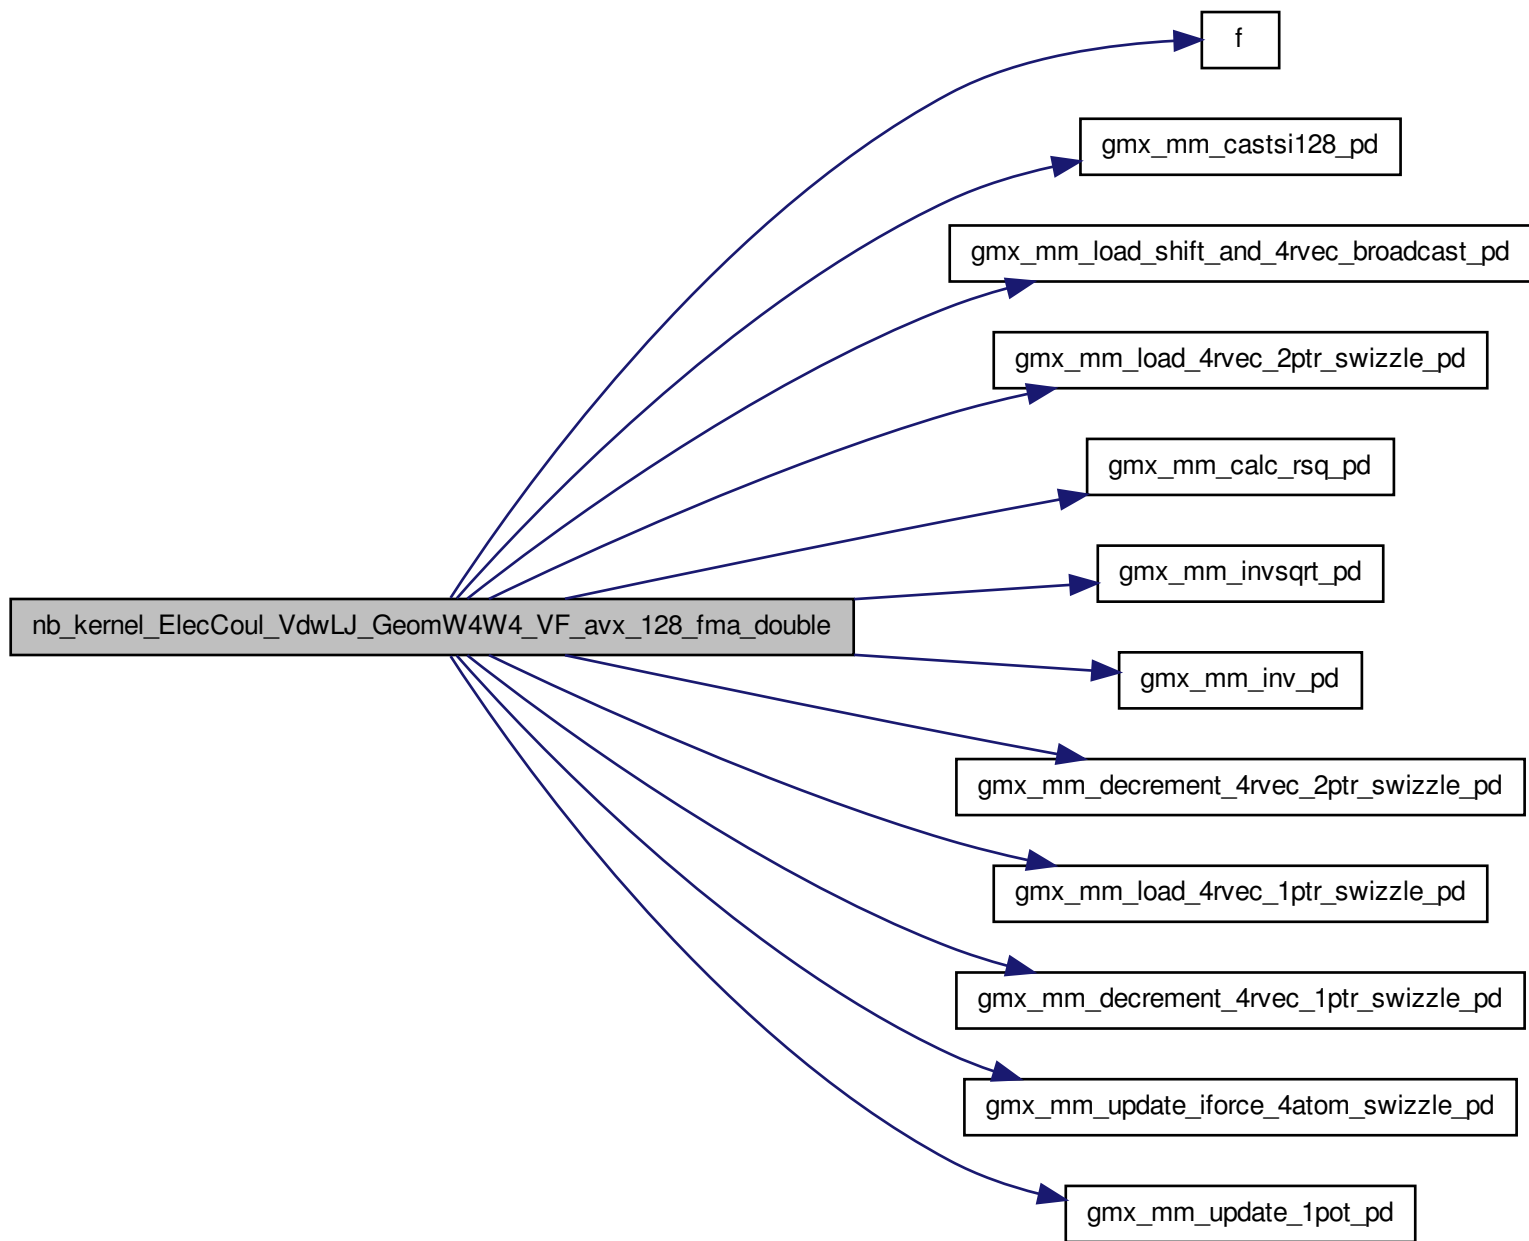 f
gmx_mm_castsi128_pd
gmx_mm_load_shift_and_4rvec_broadcast_pd
gmx_mm_load_4rvec_2ptr_swizzle_pd
gmx_mm_calc_rsq_pd
gmx_mm_invsqrt_pd
nb_kernel_ElecCoul_VdwLJ_GeomW4W4_VF_avx_128_fma_double
gmx_mm_inv_pd
gmx_mm_decrement_4rvec_2ptr_swizzle_pd
gmx_mm_load_4rvec_1ptr_swizzle_pd
gmx_mm_decrement_4rvec_1ptr_swizzle_pd
gmx_mm_update_iforce_4atom_swizzle_pd
gmx_mm_update_1pot_pd